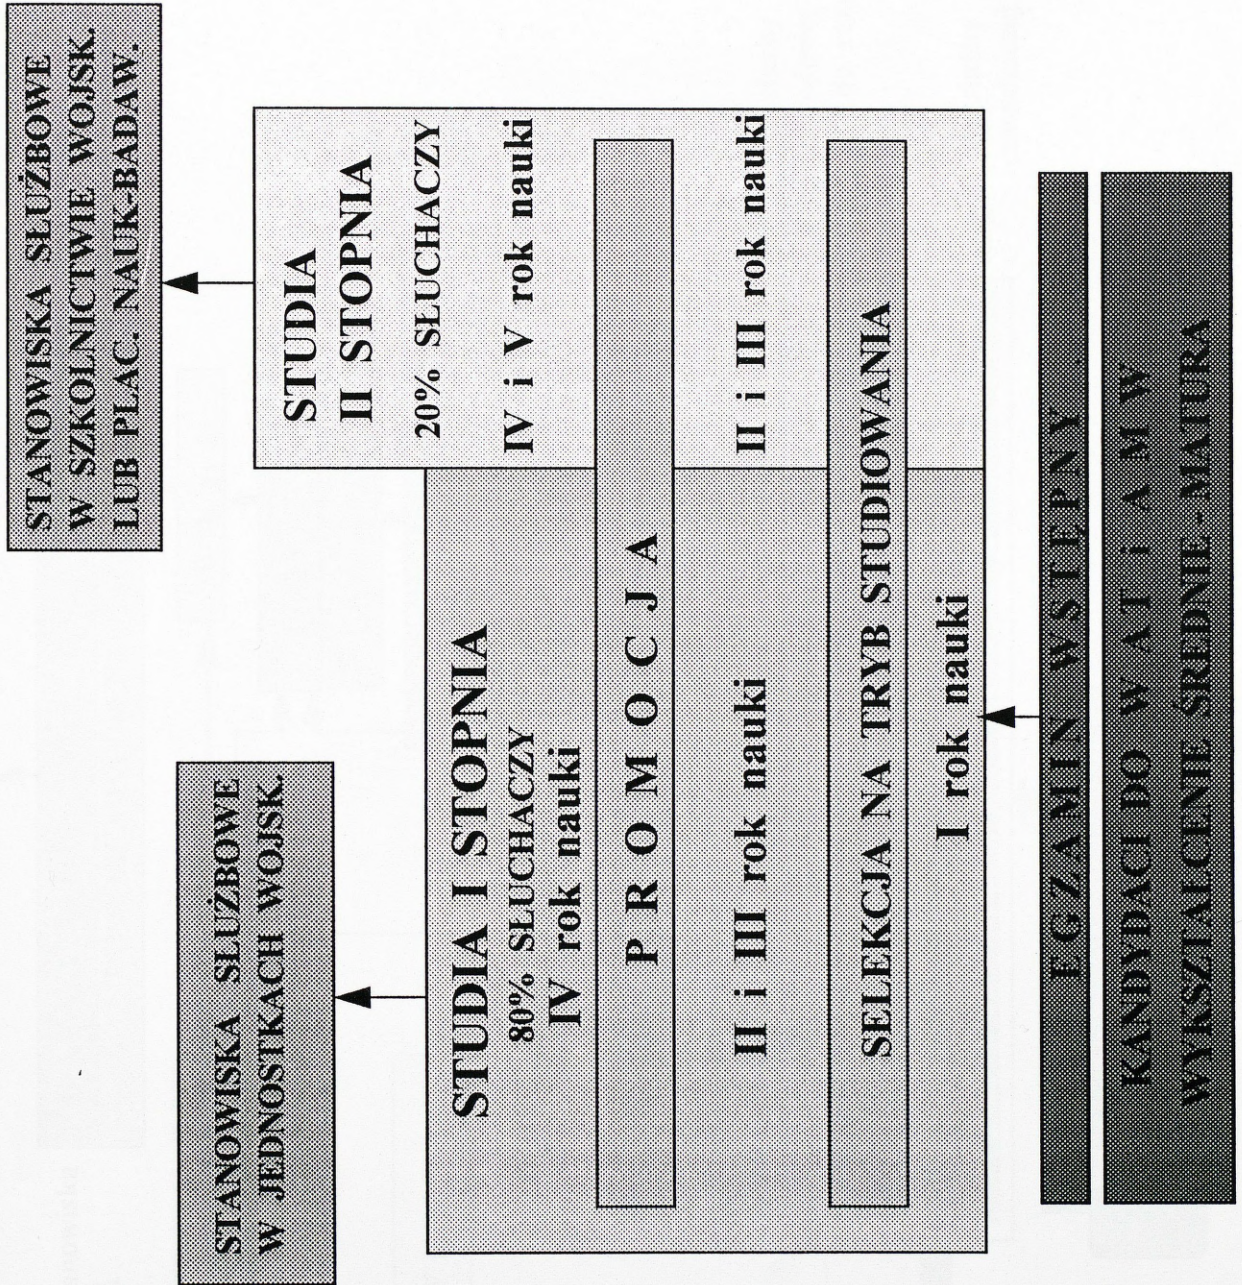 STANOWISKA SŁUŻBOWE
W SZKOLNICTWIE WOJSK.
LUB PLAC. NAUK-BADAW.
STANOWISKA SŁUŻBOWE
W JEDNOSTKACH WOJSK.
STUDIA
II STOPNIA
20% SŁUCHACZY
IV i V rok nauki
STUDIA I STOPNIA
80% SŁUCHACZY
IV rok nauki
P R O M O C J A
II i III rok nauki
II i III rok nauki
SELEKCJA NA TRYB STUDIOWANIA
I rok nauki
E G Z A M I N W S T Ę P N Y
KANDYDACI DO W A T i A M W
WYKSZTAŁCENIE ŚREDNIE - MATURA